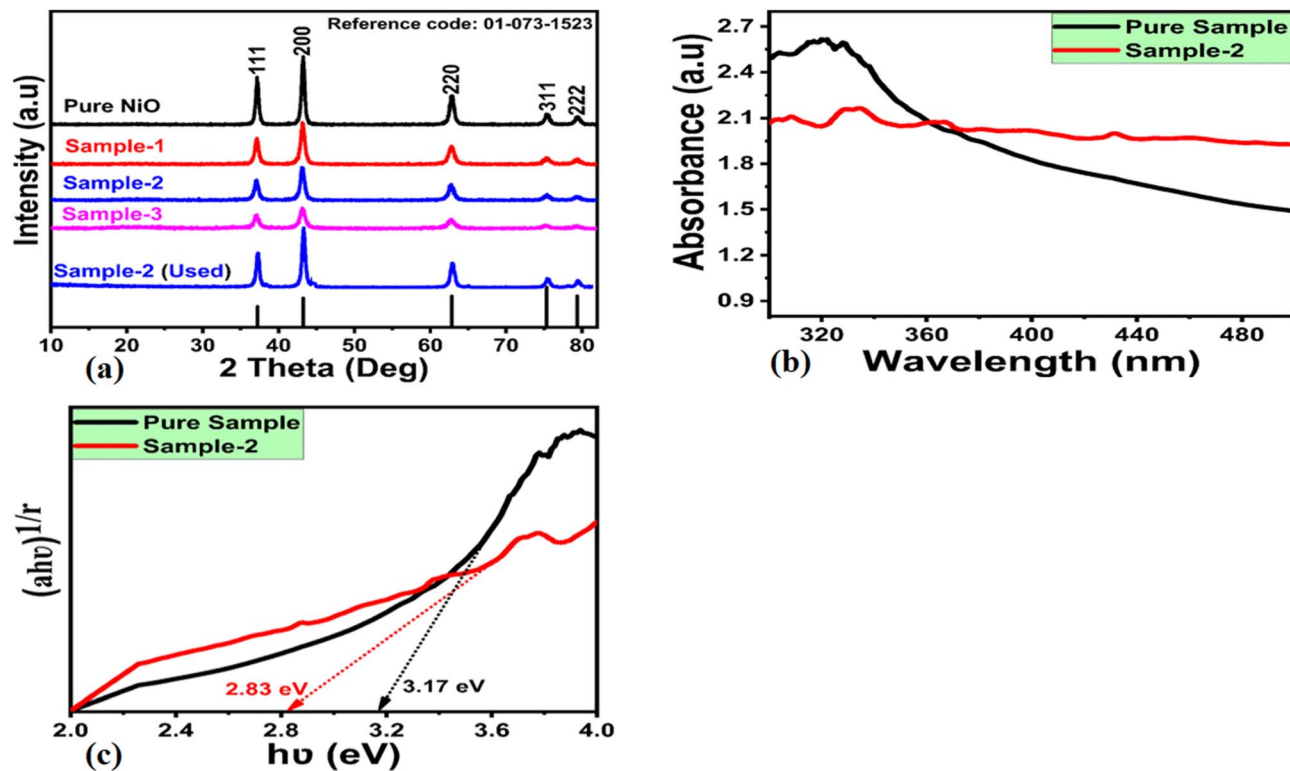 Reference code: 01-073-1523
111
200
220
311
222
Pure NiO
Sample-1
Sample-2
Sample-3
Sample-2 (Used)
Intensity (a.u)
10 20 30 40 50 60 70 80
2 Theta (Deg)
(a)
Pure Sample
Sample-2
2.7
2.4
2.1
1.8
1.5
1.2
0.9
Absorbance (a.u)
320 360 400 440 480
Wavelength (nm)
(b)
Pure Sample
Sample-2
(ahυ)1/r
2.83 eV
3.17 eV
2.0 2.4 2.8 3.2 3.6 4.0
hυ (eV)
(c)